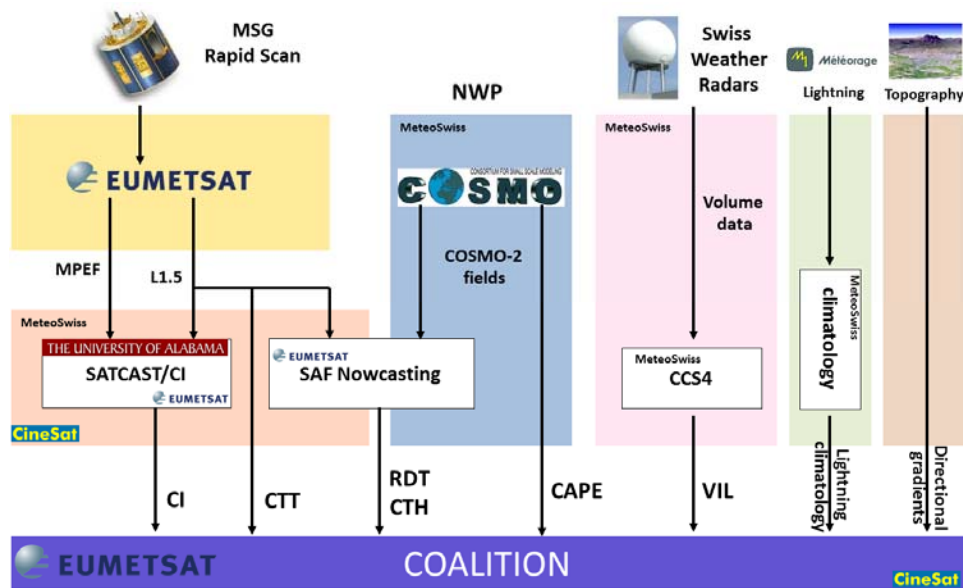 MSG
Rapid Scan
NWP
Swiss
Weather
Radars
Météorage
Lightning
Topography
MeteoSwiss
MeteoSwiss
EUMETSAT
CONSORTIUM FOR SMALL SCALE MODELING
COSMO
Volume
data
MPEF
L1.5
COSMO-2
fields
MeteoSwiss
climatology
MeteoSwiss
THE UNIVERSITY OF ALABAMA
SATCAST/CI
EUMETSAT
EUMETSAT
SAF Nowcasting
MeteoSwiss
CCS4
CineSat
CI
CTT
RDT
CTH
CAPE
VIL
Lightning
climatology
Directional
gradients
EUMETSAT
COALITION
CineSat